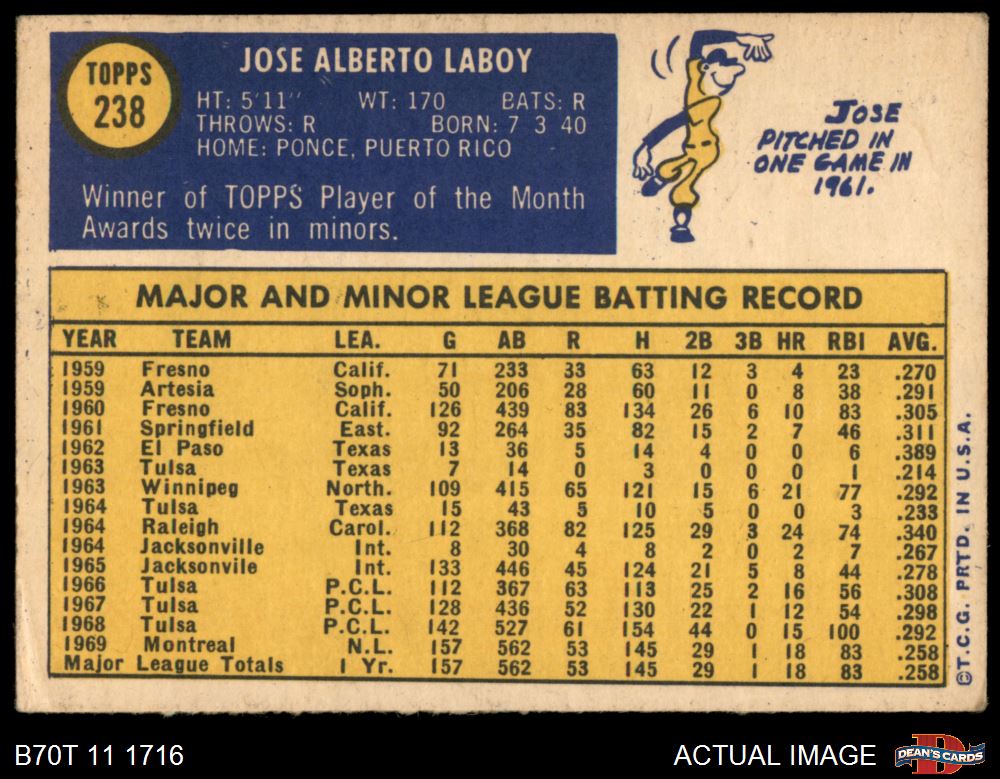 TOPPS
238
JOSE ALBERTO LABOY
HT: 5'11" WT: 170 BATS: R
THROWS: R BORN: 7 3 40
HOME: PONCE, PUERTO RICO
Winner of TOPPS Player of the Month
Awards twice in minors.
JOSE
PITCHED IN
ONE GAME IN
1961.
MAJOR AND MINOR LEAGUE BATTING RECORD
YEAR TEAM LEA. G AB R H 2B 3B HR RBI AVG.
1959 Fresno Calif. 71 233 33 63 12 3 4 23 .270
1959 Artesia Soph. 50 206 28 60 11 0 8 38 .291
1960 Fresno Calif. 126 439 83 134 26 6 10 83 .305
1961 Springfield East. 92 264 35 82 15 2 7 46 .311
1962 El Paso Texas 13 36 5 14 4 0 0 6 .389
1963 Tulsa Texas 7 14 0 3 0 0 0 1 .214
1963 Winnipeg North. 109 415 65 121 15 6 21 77 .292
1964 Tulsa Texas 15 43 5 10 5 0 0 3 .233
1964 Raleigh Carol. 112 368 82 125 29 3 24 74 .340
1964 Jacksonville Int. 8 30 4 8 2 0 2 7 .267
1965 Jacksonvile Int. 133 446 45 124 21 5 8 44 .278
1966 Tulsa P.C.L. 112 367 63 113 25 2 16 56 .308
1967 Tulsa P.C.L. 128 436 52 130 22 1 12 54 .298
1968 Tulsa P.C.L. 142 527 61 154 44 0 15 100 .292
1969 Montreal N.L. 157 562 53 145 29 1 18 83 .258
Major League Totals 1 Yr. 157 562 53 145 29 1 18 83 .258
©T.C.G. PRTD. IN U.S.A.
B70T 11 1716
ACTUAL IMAGE
DEAN'S CARDS